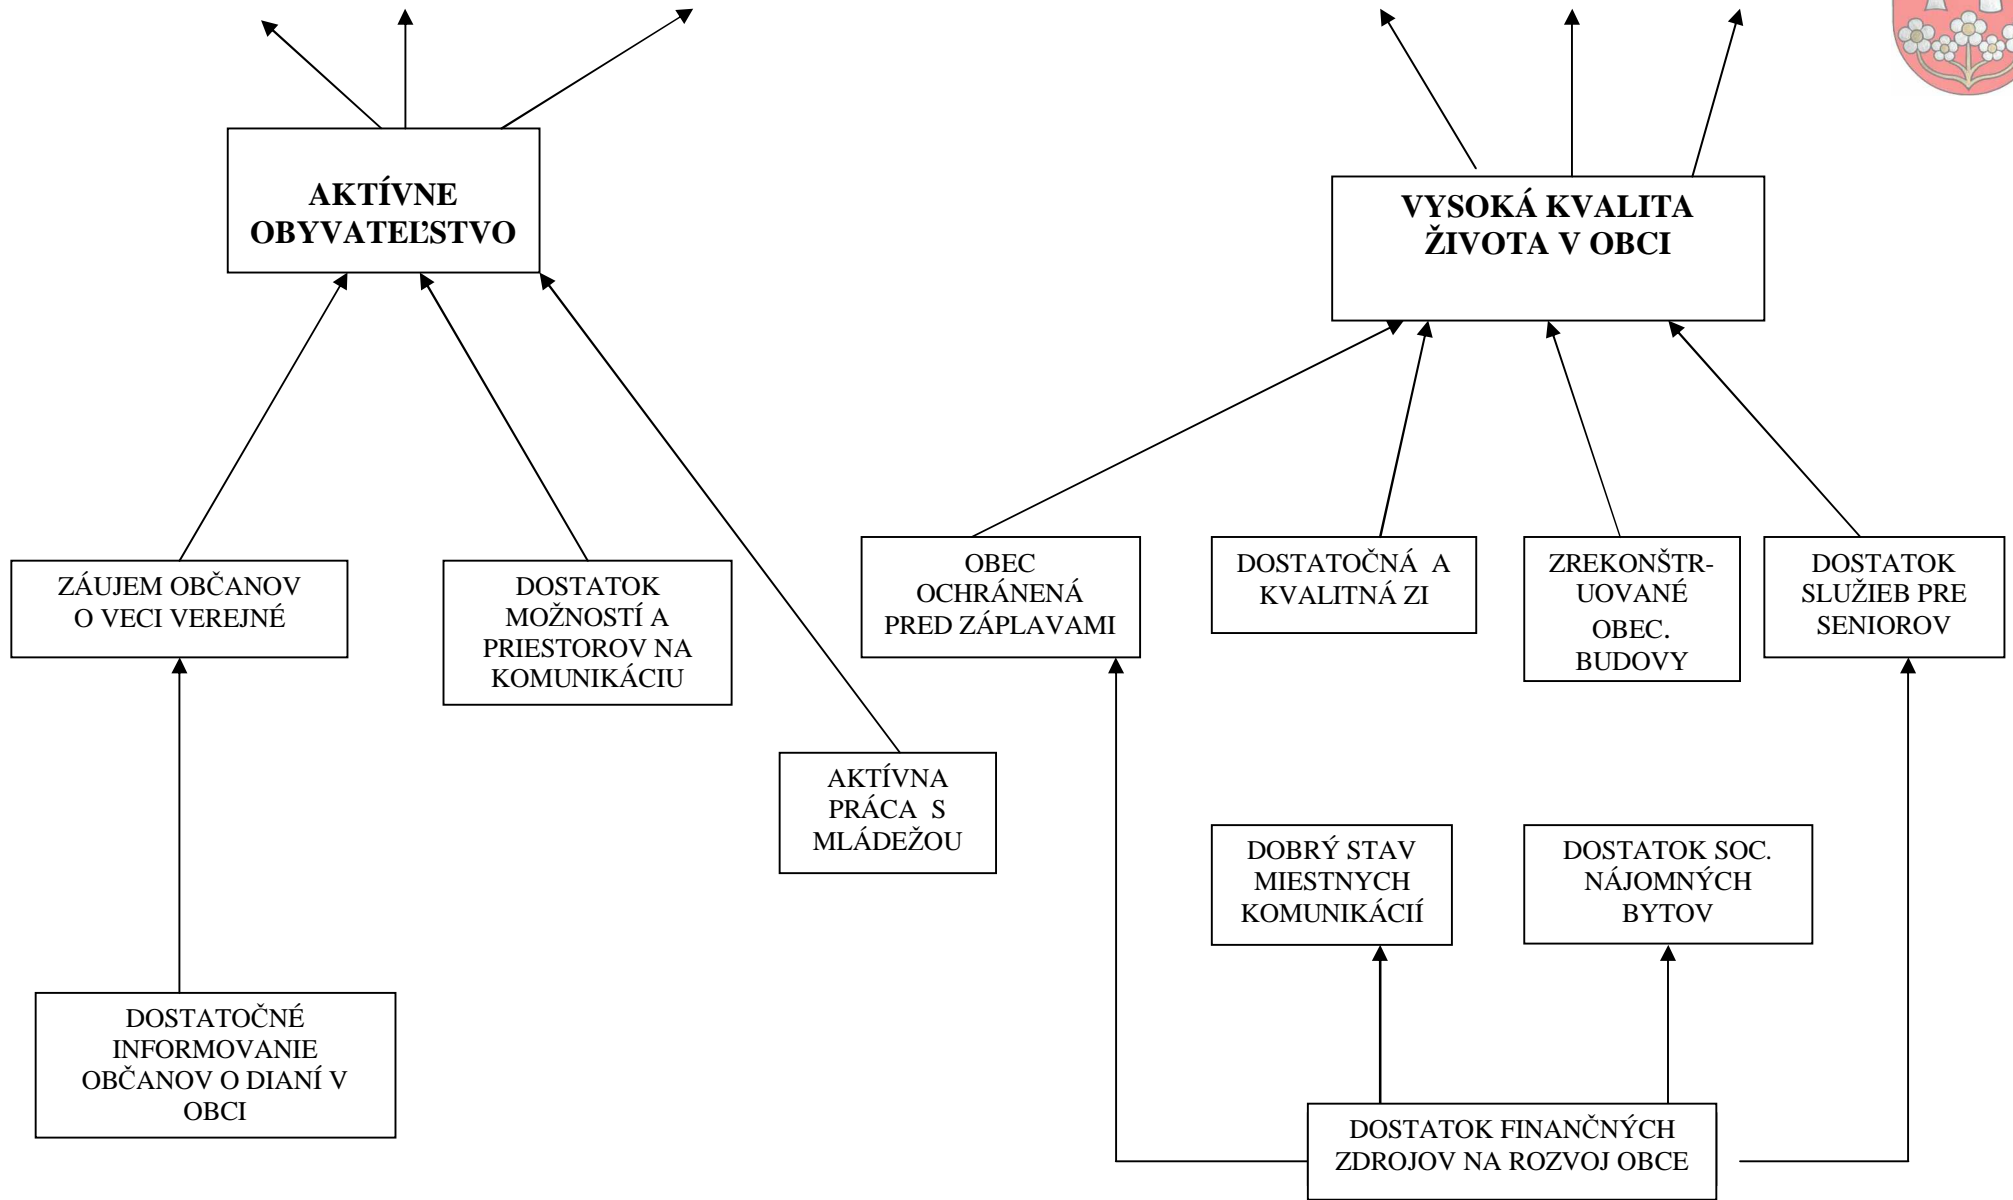 AKTÍVNE
OBYVATEĽSTVO
VYSOKÁ KVALITA
ŽIVOTA V OBCI
ZÁUJEM OBČANOV
O VECI VEREJNÉ
DOSTATOK
MOŽNOSTÍ A
PRIESTOROV NA
KOMUNIKÁCIU
AKTÍVNA
PRÁCA S
MLÁDEŽOU
OBEC
OCHRÁNENÁ
PRED ZÁPLAVAMI
DOSTATOČNÁ A
KVALITNÁ ZI
ZREKONŠTR-
UOVANÉ
OBEC.
BUDOVY
DOSTATOK
SLUŽIEB PRE
SENIOROV
DOBRÝ STAV
MIESTNYCH
KOMUNIKÁCIÍ
DOSTATOK SOC.
NÁJOMNÝCH
BYTOV
DOSTATOČNÉ
INFORMOVANIE
OBČANOV O DIANÍ V
OBCI
DOSTATOK FINANČNÝCH
ZDROJOV NA ROZVOJ OBCE